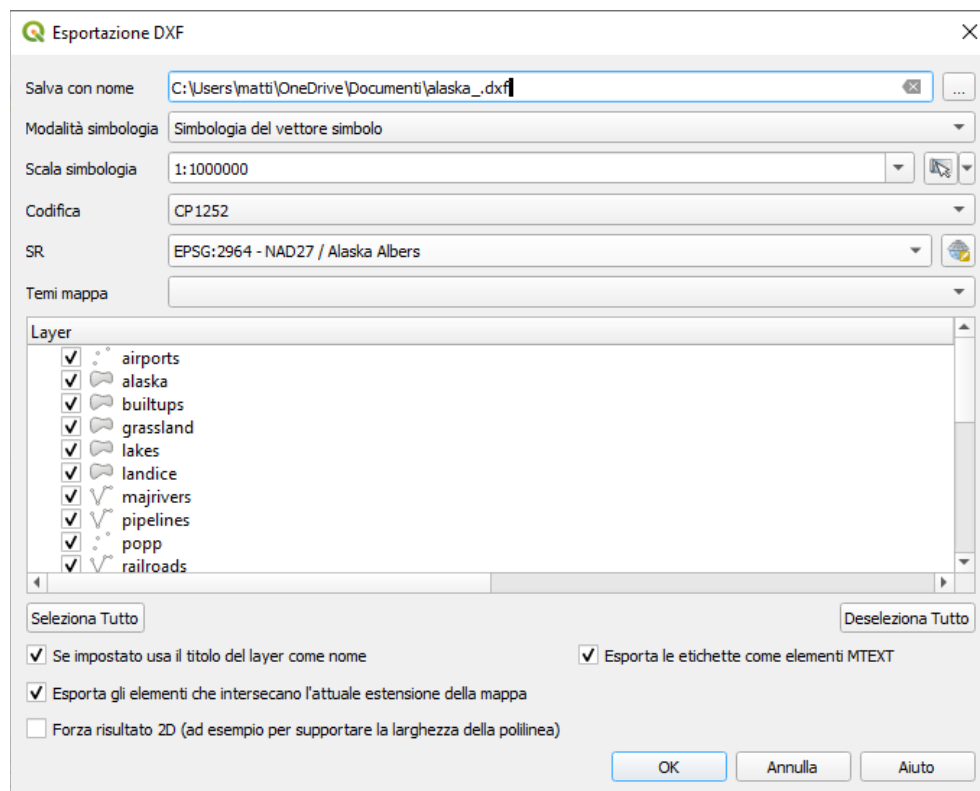 Esportazione DXF
Salva con nome C:\Users\matti\OneDrive\Documenti\alaska_.dxf ...
Modalità simbologia Simbologia del vettore simbolo
Scala simbologia 1:1000000
Codifica CP1252
SR EPSG:2964 - NAD27 / Alaska Albers
Temi mappa
Layer
airports
alaska
builtups
grassland
lakes
landice
majrivers
pipelines
popp
railroads
Seleziona Tutto Deseleziona Tutto
Se impostato usa il titolo del layer come nome Esporta le etichette come elementi MTEXT
Esporta gli elementi che intersecano l'attuale estensione della mappa
Forza risultato 2D (ad esempio per supportare la larghezza della polilinea)
OK Annulla Aiuto